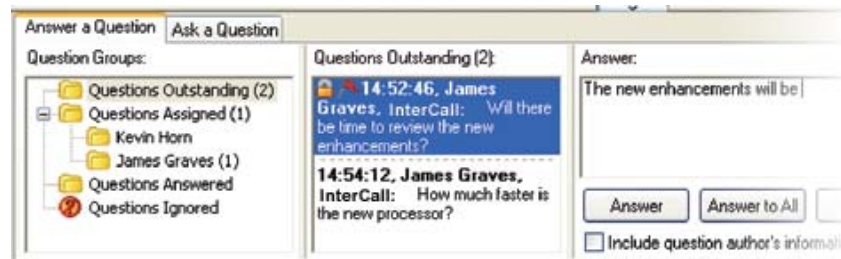 Answer a Question
Ask a Question
Question Groups:
Questions Outstanding (2)
Questions Assigned (1)
Kevin Horn
James Graves (1)
Questions Answered
Questions Ignored
Questions Outstanding (2):
14:52:46, James
Graves, InterCall: Will there
be time to review the new
enhancements?
14:54:12, James Graves,
InterCall: How much faster is
the new processor?
Answer:
The new enhancements will be
Answer
Answer to All
Include question author's